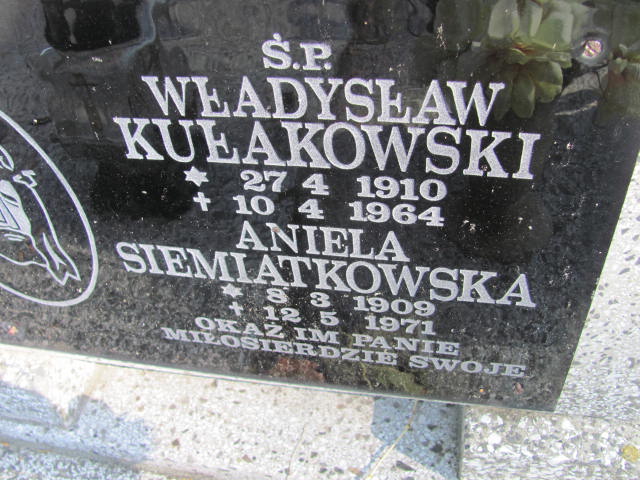 Ś.P.
WŁADYSŁAW
KUŁAKOWSKI
* 27 4 1910
† 10 4 1964
ANIELA
SIEMIATKOWSKA
* 8 3 1909
† 12 5 1971
OKAŻ IM PANIE
MIŁOSIERDZIE SWOJE